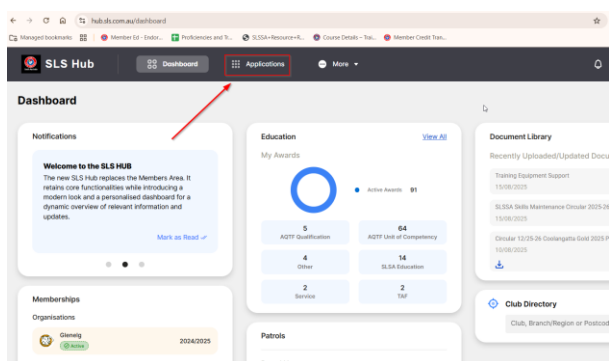 hub.sls.com.au/dashboard
Managed bookmarks
Member Ed - Endor...
Proficiencies and Tr...
SLSSA+Resource+R...
Course Details – Trai...
Member Credit Tran...
SLS Hub
Dashboard
Applications
More
Dashboard
Notifications
Welcome to the SLS HUB
The new SLS Hub replaces the Members Area. It
retains core functionalities while introducing a
modern look and a personalised dashboard for a
dynamic overview of relevant information and
updates.
Mark as Read
Memberships
Organisations
Glenelg
Active
2024/2025
Education
View All
My Awards
Active Awards 91
5
AQTF Qualification
64
AQTF Unit of Competency
4
Other
14
SLSA Education
2
Service
2
TAF
Patrols
Document Library
Recently Uploaded/Updated Docu
Training Equipment Support
15/08/2025
SLSSA Skills Maintenance Circular 2025-26
15/08/2025
Circular 12/25-26 Coolangatta Gold 2025 P
10/08/2025
Club Directory
Club, Branch/Region or Postcod